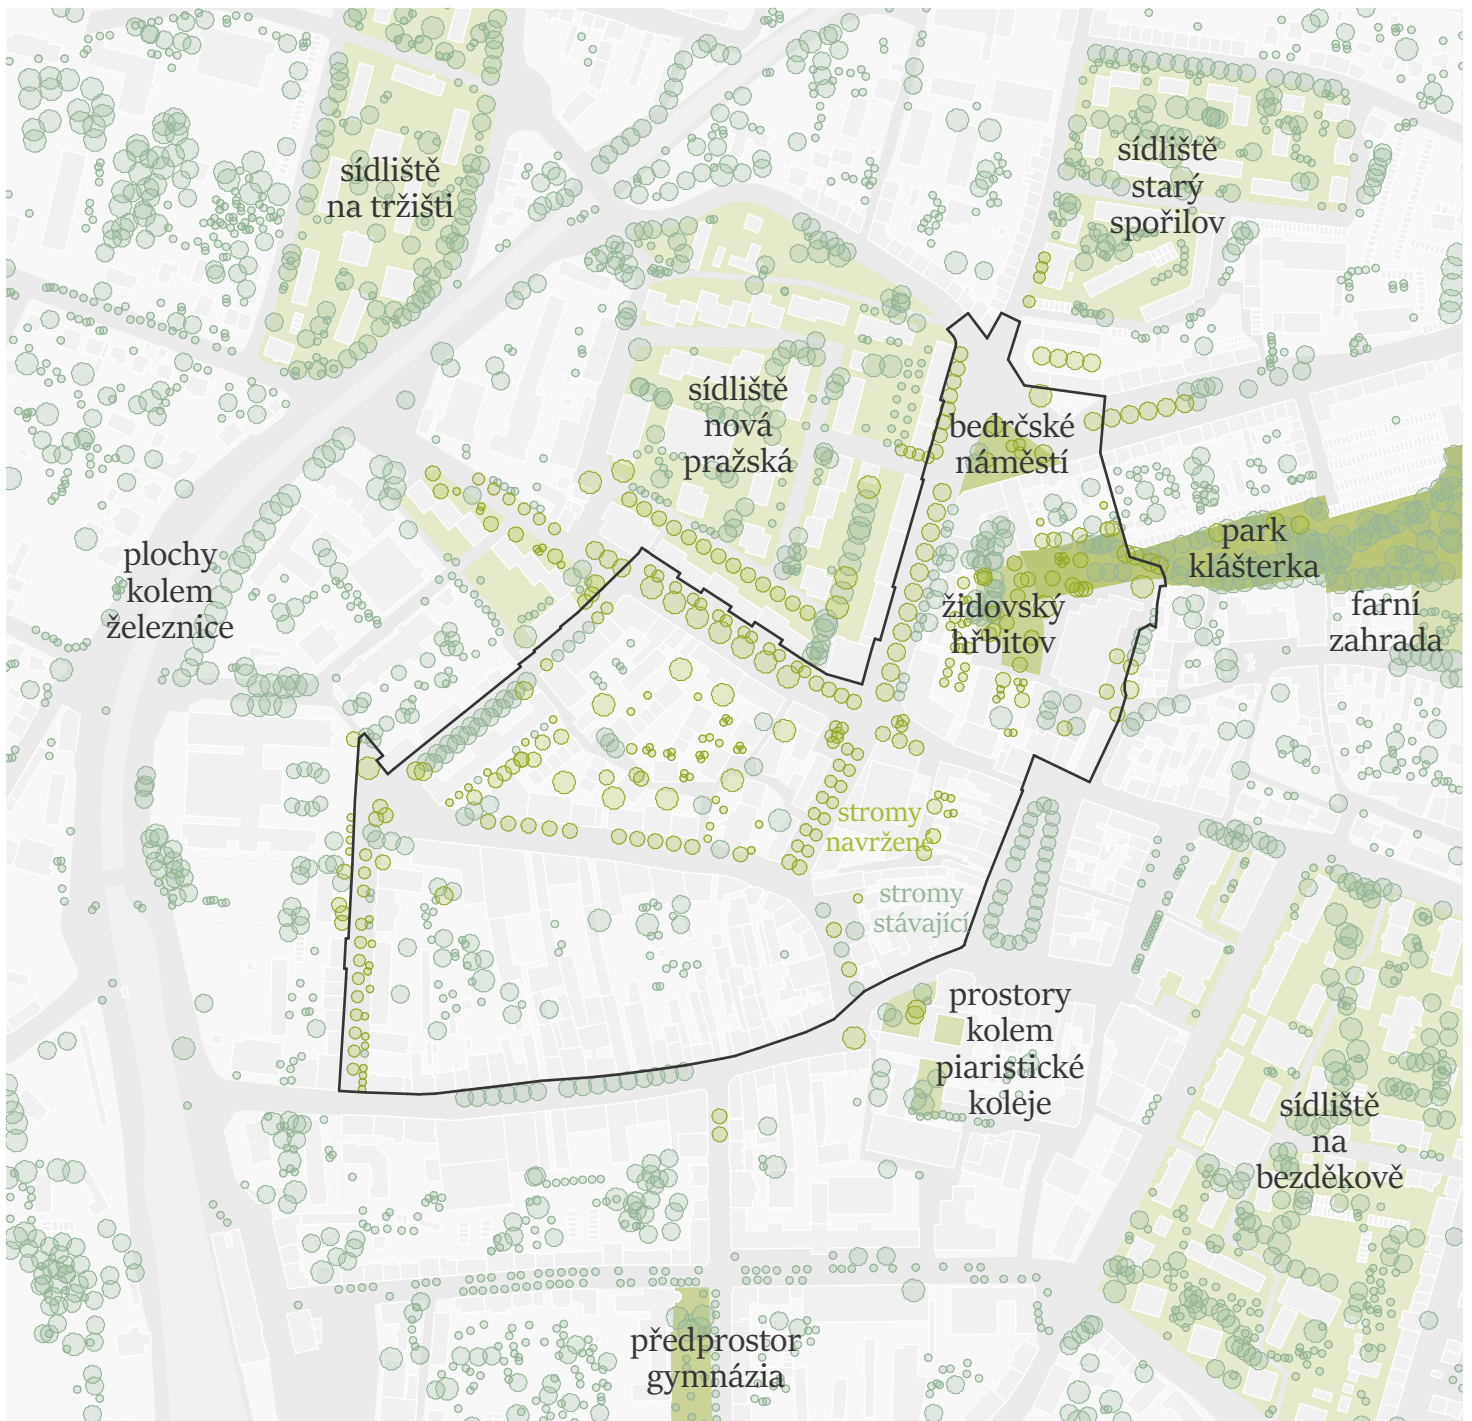 sídliště
na tržišti
sídliště
starý
spořilov
sídliště
nová
pražská
bedrčské
náměstí
park
klášterka
plochy
kolem
železnice
židovský
hřbitov
farní
zahrada
stromy
navržené
stromy
stávající
prostory
kolem
piaristické
koleje
sídliště
na
bezděkově
předprostor
gymnázia